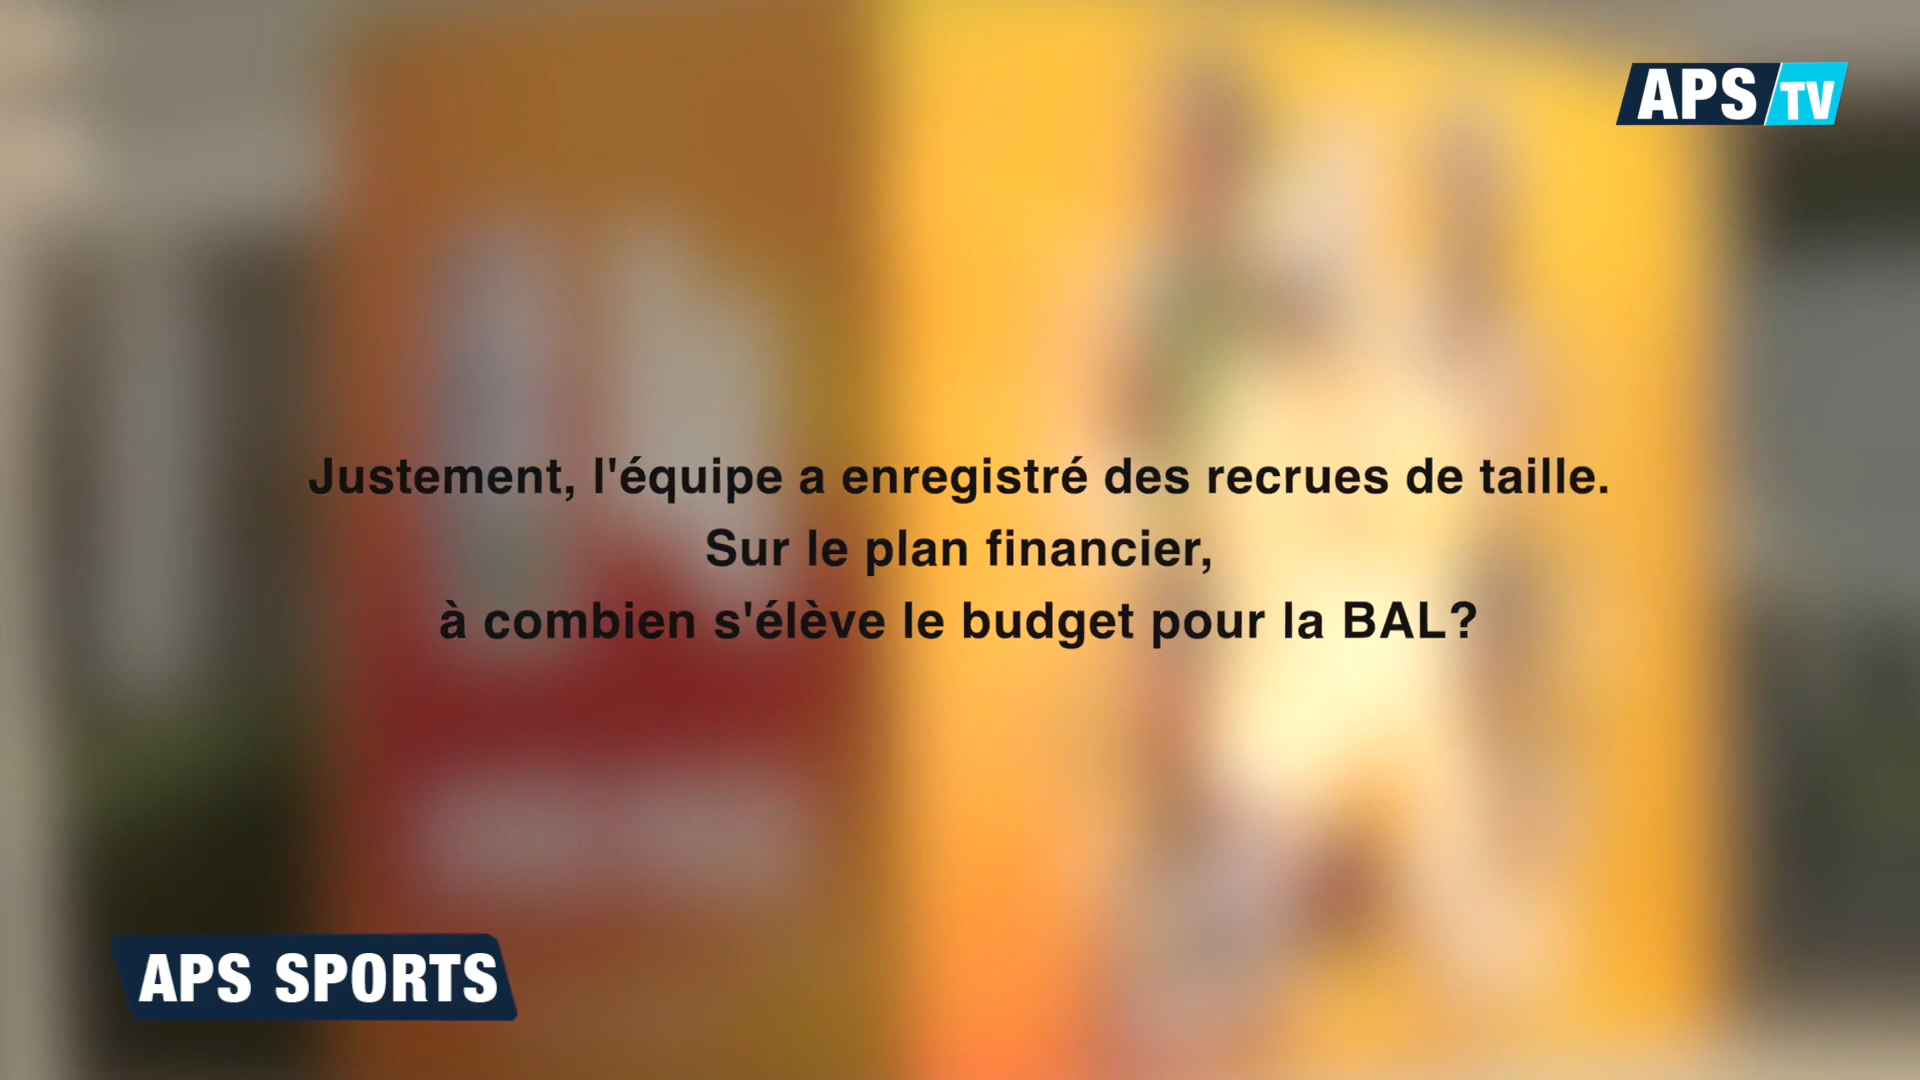 APS TV
Justement, l'équipe a enregistré des recrues de taille.
Sur le plan financier,
à combien s'élève le budget pour la BAL?
APS SPORTS